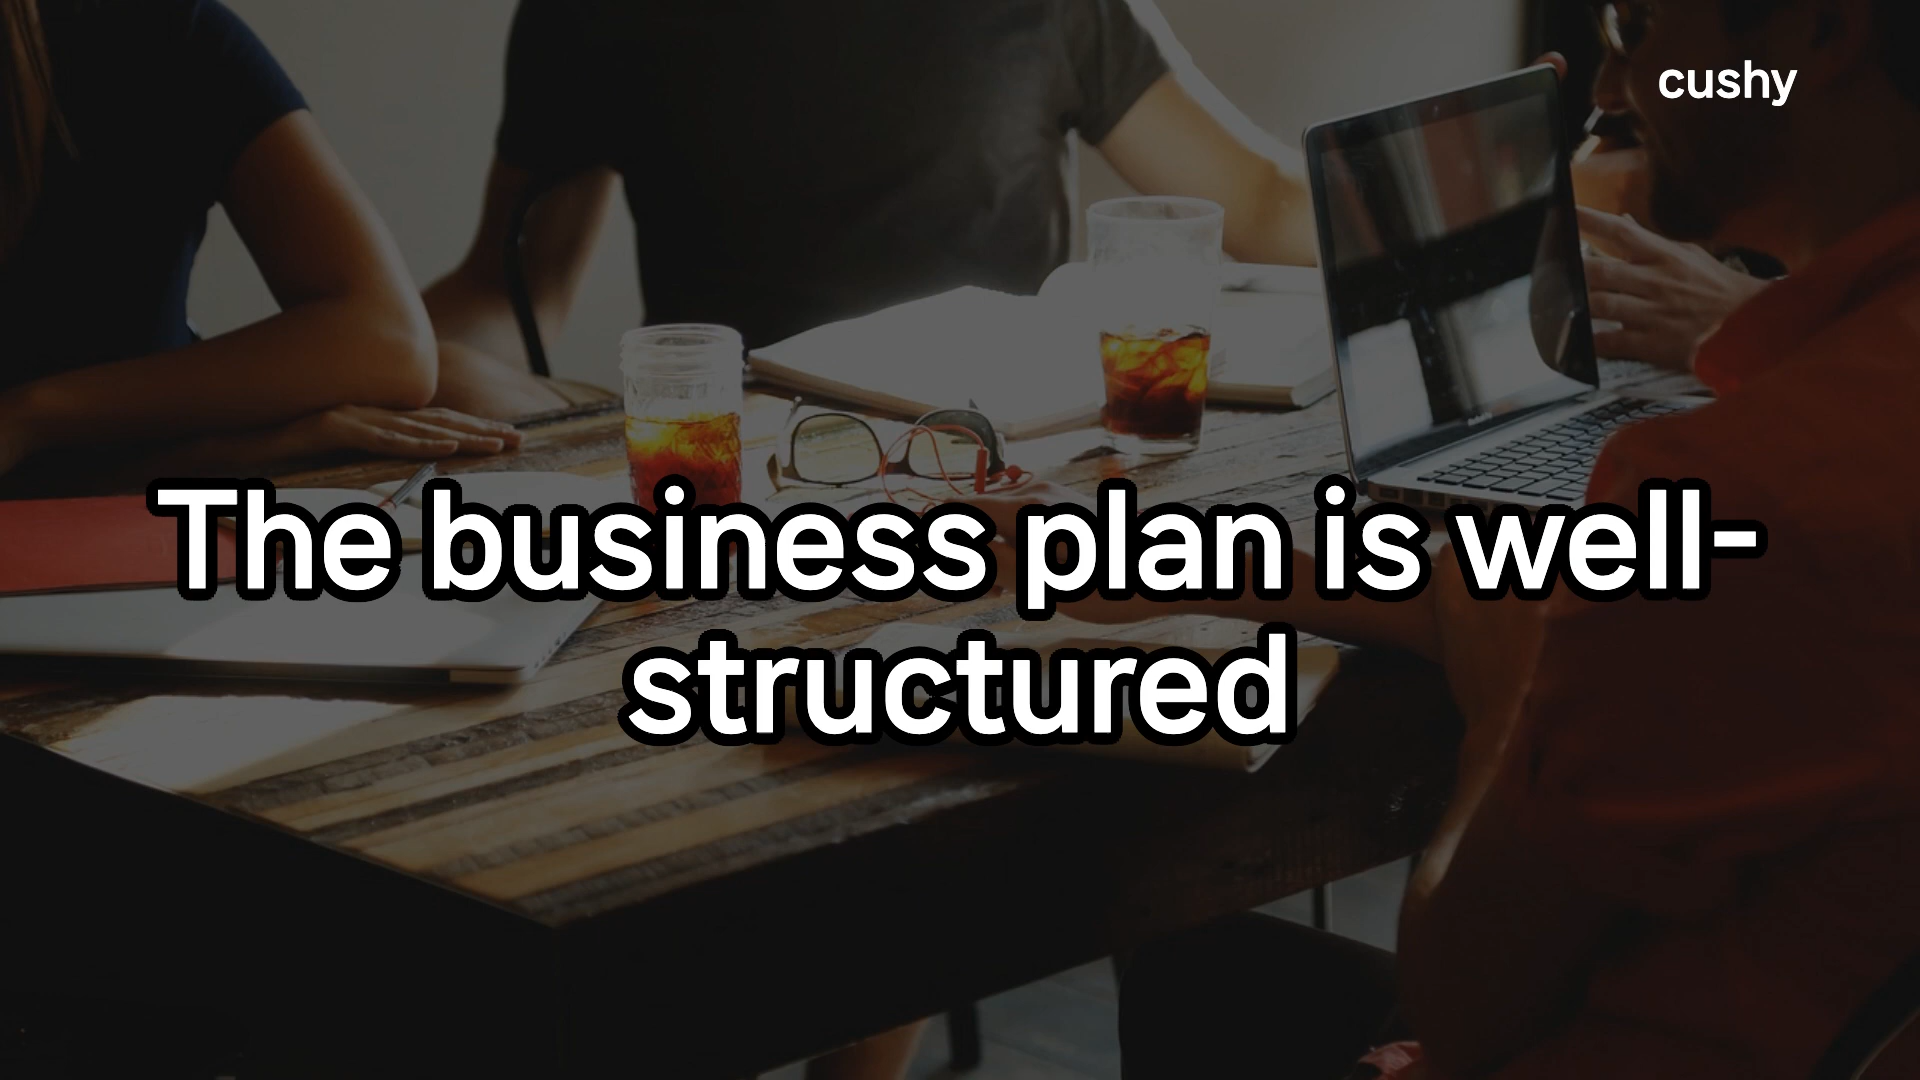 cushy
The business plan is well-
structured